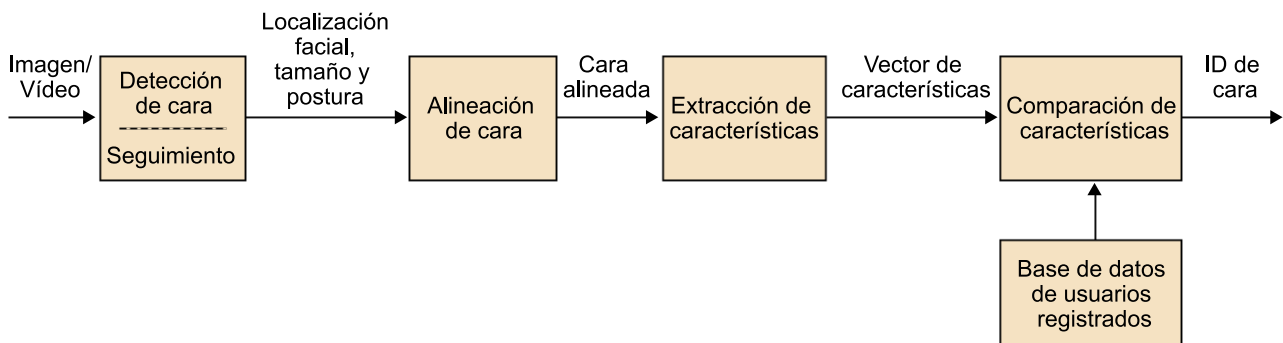 Imagen/
Vídeo
Detección
de cara
Seguimiento
Localización
facial,
tamaño y
postura
Alineación
de cara
Cara
alineada
Extracción de
características
Vector de
características
Comparación de
características
ID de
cara
Base de datos
de usuarios
registrados